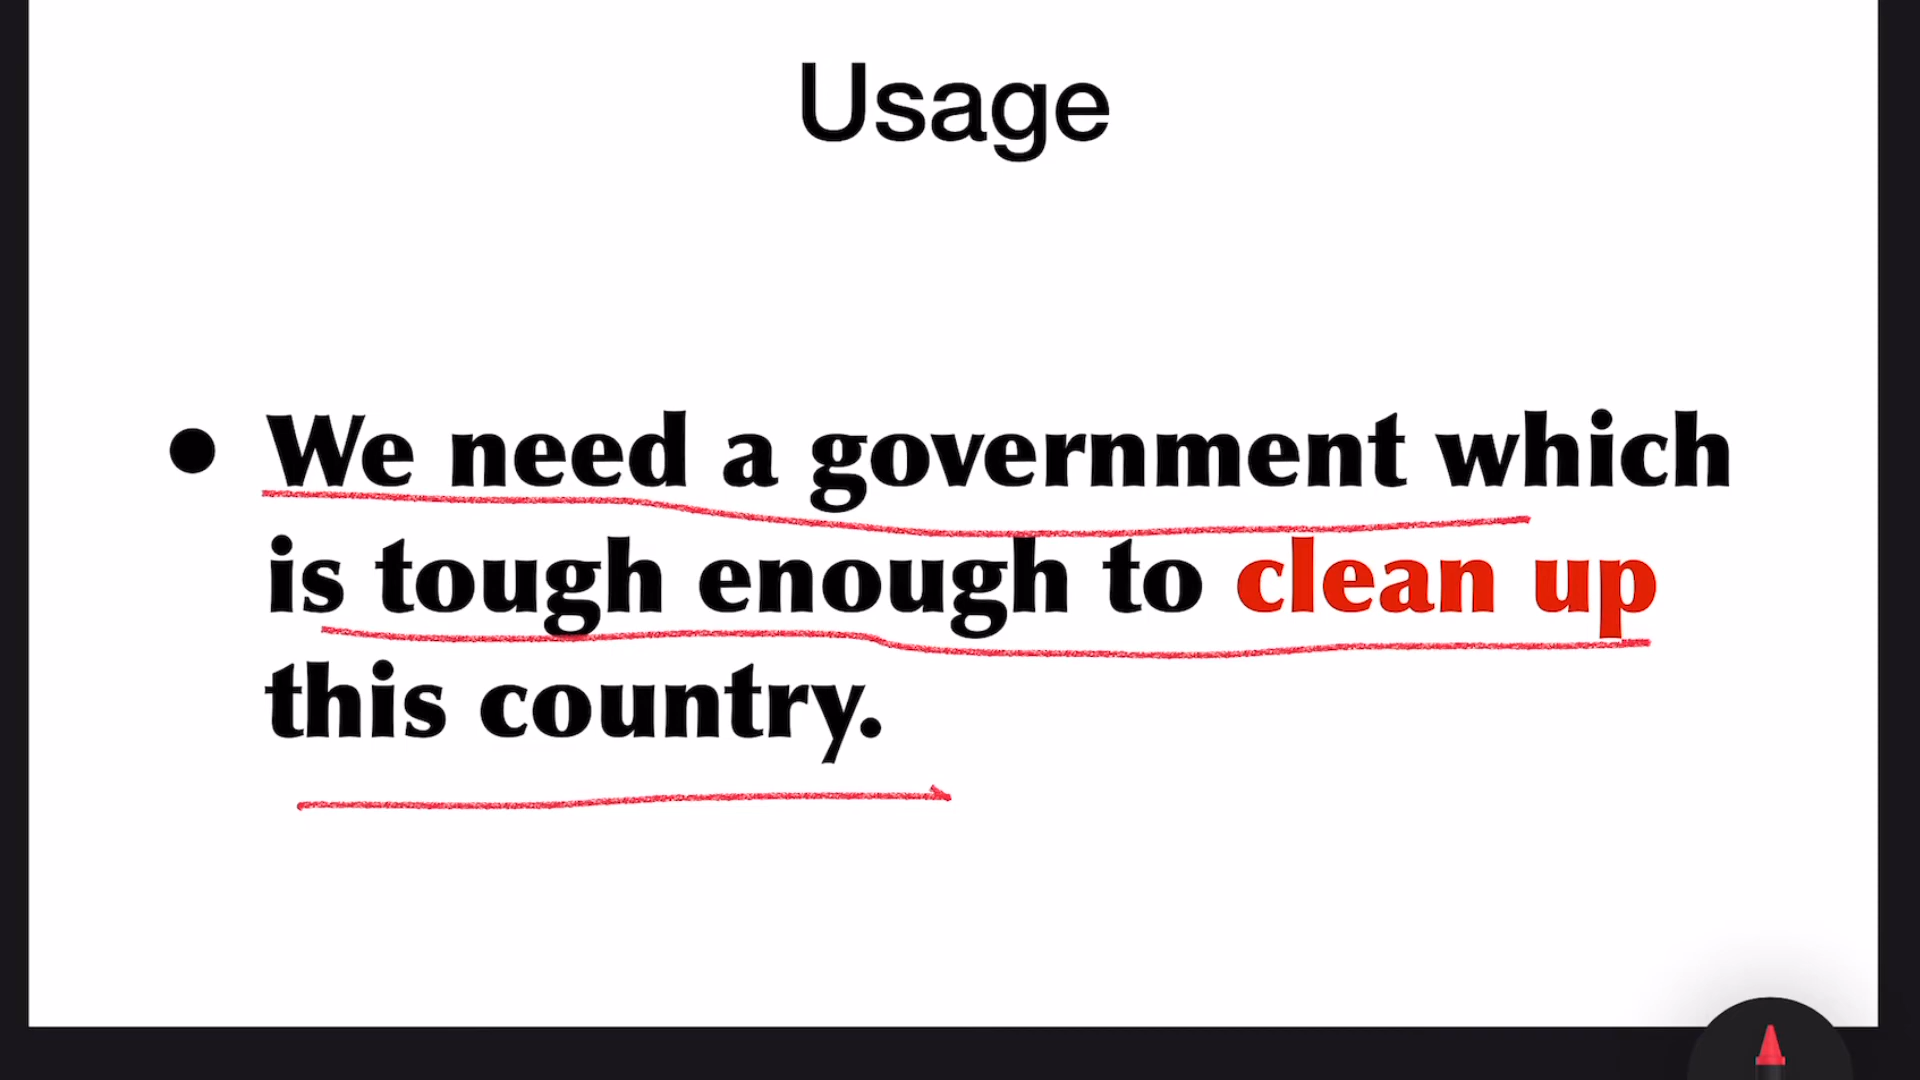 Usage
• We need a government which
is tough enough to clean up
this country.